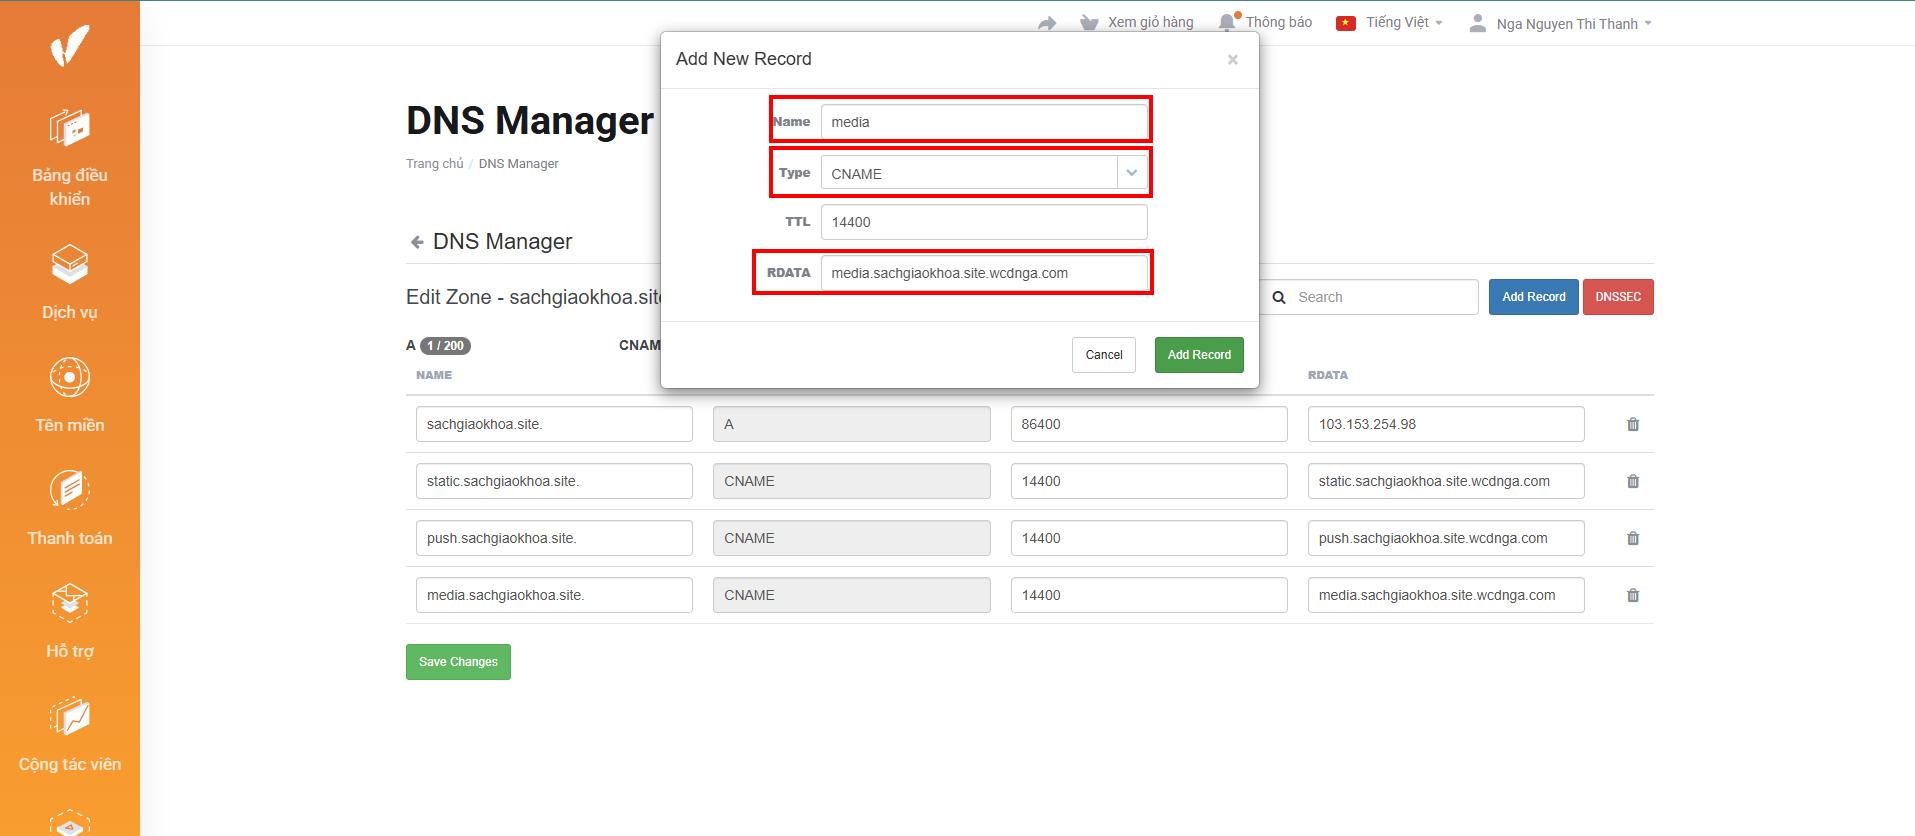 Xem giỏ hàng
Thông báo
Tiếng Việt
Nga Nguyen Thi Thanh
Bảng điều
khiển
Dịch vụ
Tên miền
Thanh toán
Hỗ trợ
Cộng tác viên
DNS Manager
Trang chủ / DNS Manager
DNS Manager
Add New Record
×
Name media
Type CNAME
TTL 14400
RDATA media.sachgiaokhoa.site.wcdnga.com
Cancel Add Record
Edit Zone - sachgiaokhoa.site
Search Add Record DNSSEC
A 1 / 200 CNAM
NAME RDATA
sachgiaokhoa.site. A 86400 103.153.254.98
static.sachgiaokhoa.site. CNAME 14400 static.sachgiaokhoa.site.wcdnga.com
push.sachgiaokhoa.site. CNAME 14400 push.sachgiaokhoa.site.wcdnga.com
media.sachgiaokhoa.site. CNAME 14400 media.sachgiaokhoa.site.wcdnga.com
Save Changes